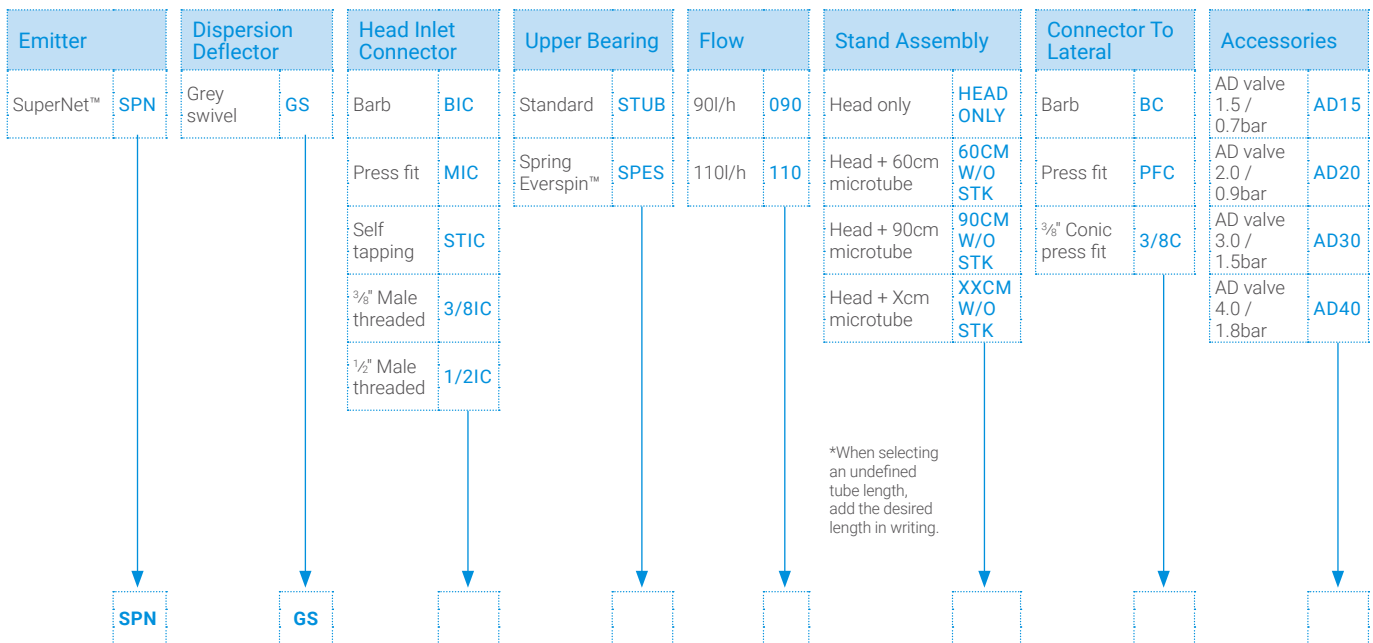 Emitter
Dispersion
Deflector
Head Inlet
Connector
Upper Bearing
Flow
Stand Assembly
Connector To
Lateral
Accessories
SuperNet™
SPN
Grey
swivel
GS
Barb
BIC
Standard
STUB
90l/h
090
Head only
HEAD
ONLY
Barb
BC
AD valve
1.5 /
0.7bar
AD15
Press fit
MIC
Spring
Everspin™
SPES
110l/h
110
Head + 60cm
microtube
60CM
W/O
STK
Press fit
PFC
AD valve
2.0 /
0.9bar
AD20
Self
tapping
STIC
Head + 90cm
microtube
90CM
W/O
STK
⅜" Conic
press fit
3/8C
AD valve
3.0 /
1.5bar
AD30
⅜" Male
threaded
3/8IC
Head + Xcm
microtube
XXCM
W/O
STK
AD valve
4.0 /
1.8bar
AD40
½" Male
threaded
1/2IC
*When selecting
an undefined
tube length,
add the desired
length in writing.
SPN
GS